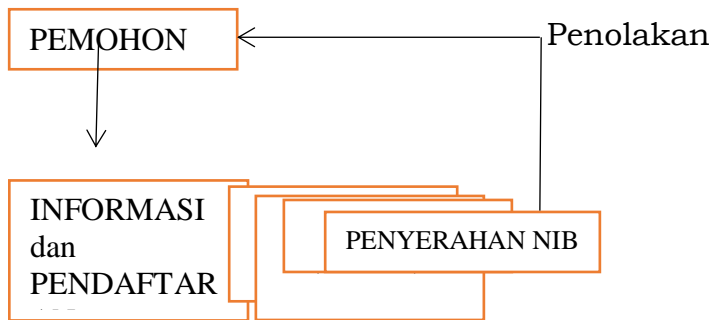 PEMOHON
Penolakan
INFORMASI
dan
PENDAFTAR
PENYERAHAN NIB